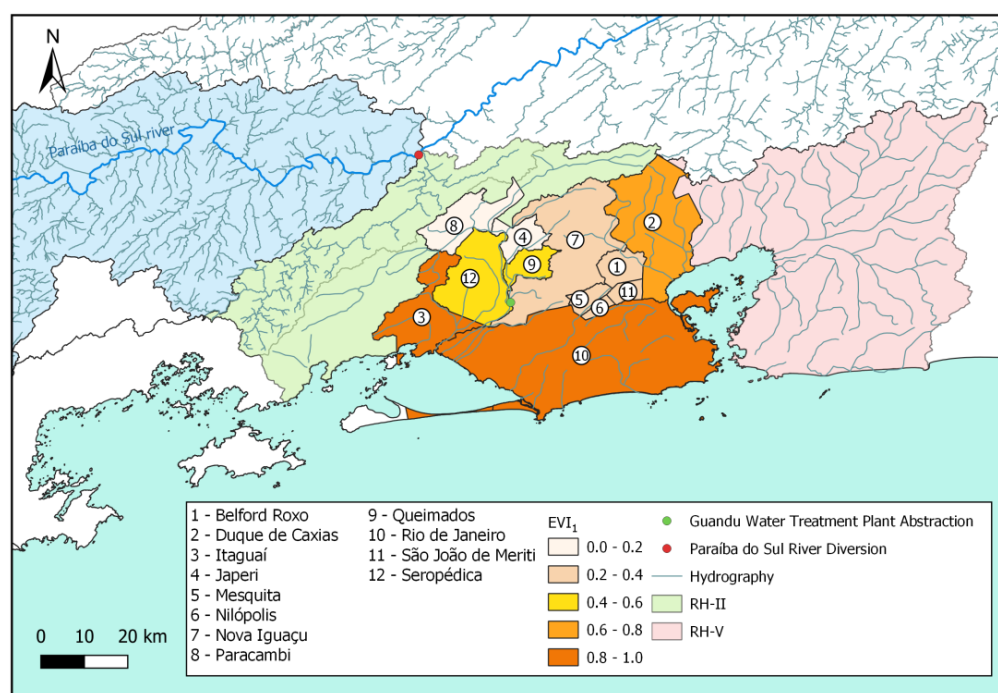 N
Paraíba do Sul river
8
4
7
2
9
1
12
5
11
6
3
10
1 - Belford Roxo
2 - Duque de Caxias
3 - Itaguaí
4 - Japeri
5 - Mesquita
6 - Nilópolis
7 - Nova Iguaçu
8 - Paracambi
9 - Queimados
10 - Rio de Janeiro
11 - São João de Meriti
12 - Seropédica
EVI1
0.0 - 0.2
0.2 - 0.4
0.4 - 0.6
0.6 - 0.8
0.8 - 1.0
Guandu Water Treatment Plant Abstraction
Paraíba do Sul River Diversion
Hydrography
RH-II
RH-V
0 10 20 km